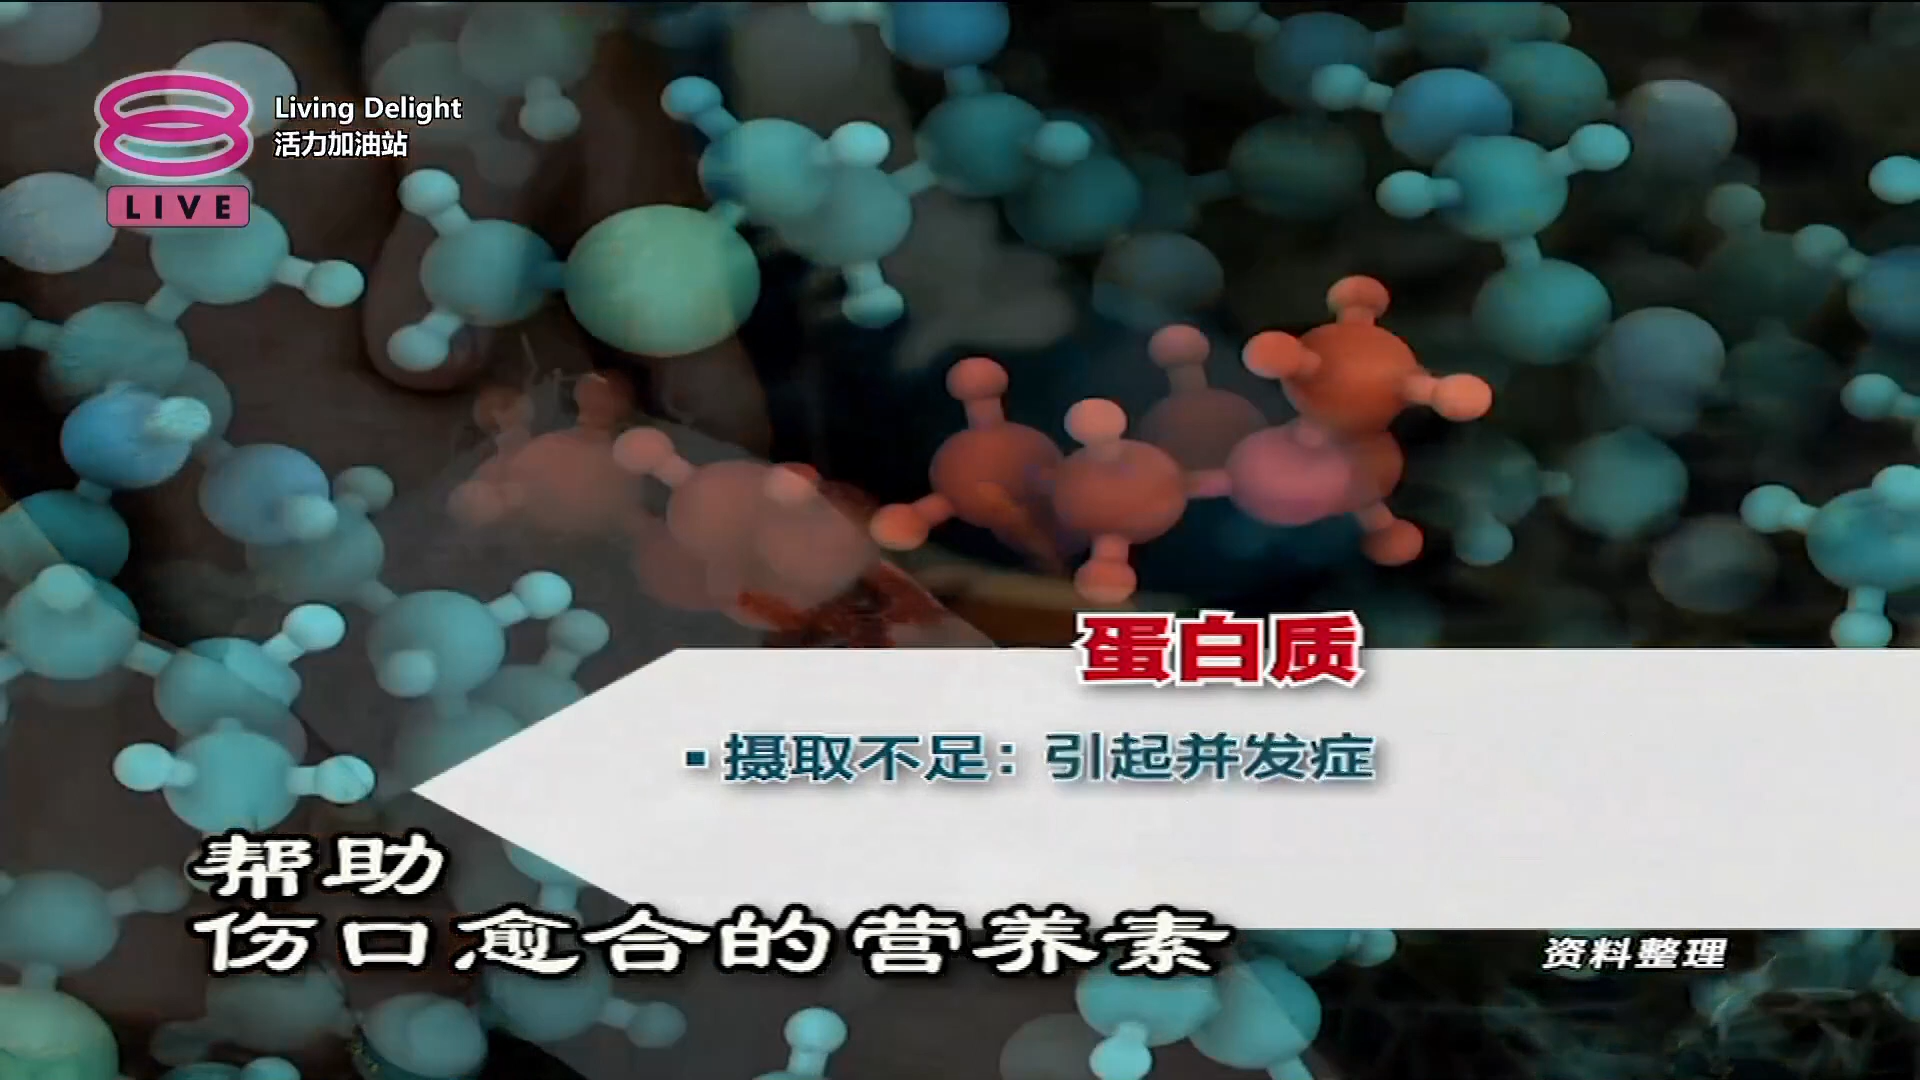 Living Delight
活力加油站
LIVE
蛋白质
▪ 摄取不足：引起并发症
帮助
伤口愈合的营养素
资料整理